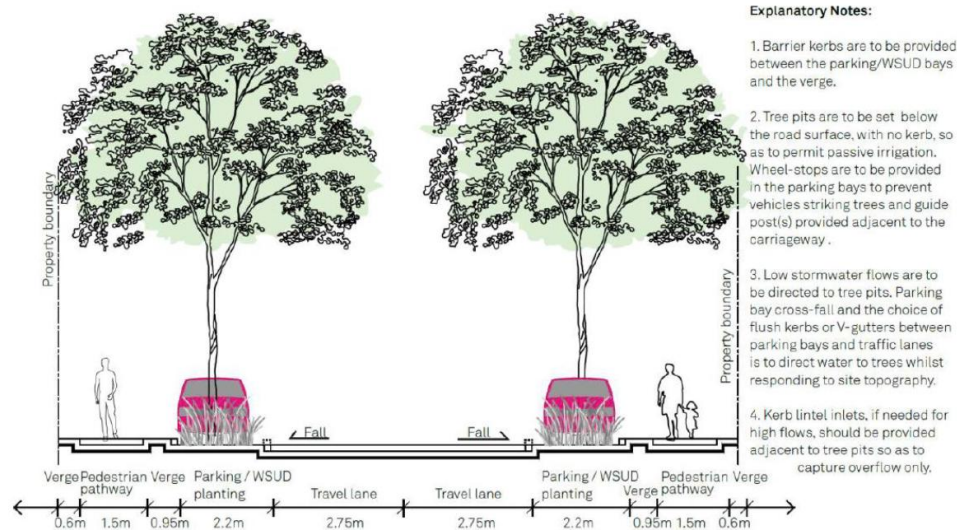 Explanatory Notes:
1. Barrier kerbs are to be provided
between the parking/WSUD bays
and the verge.
2. Tree pits are to be set below
the road surface, with no kerb, so
as to permit passive irrigation.
Wheel-stops are to be provided
in the parking bays to prevent
vehicles striking trees and guide
post(s) provided adjacent to the
carriageway .
3. Low stormwater flows are to
be directed to tree pits. Parking
bay cross-fall and the choice of
flush kerbs or V-gutters between
parking bays and traffic lanes
is to direct water to trees whilst
responding to site topography.
4. Kerb lintel inlets, if needed for
high flows, should be provided
adjacent to tree pits so as to
capture overflow only.
Property boundary
Property boundary
Fall
Fall
Verge
Pedestrian
pathway
Verge
Parking / WSUD
planting
Travel lane
Travel lane
Parking / WSUD
planting
Verge
Pedestrian
pathway
Verge
0.6m
1.5m
0.95m
2.2m
2.75m
2.75m
2.2m
0.95m
1.5m
0.6m